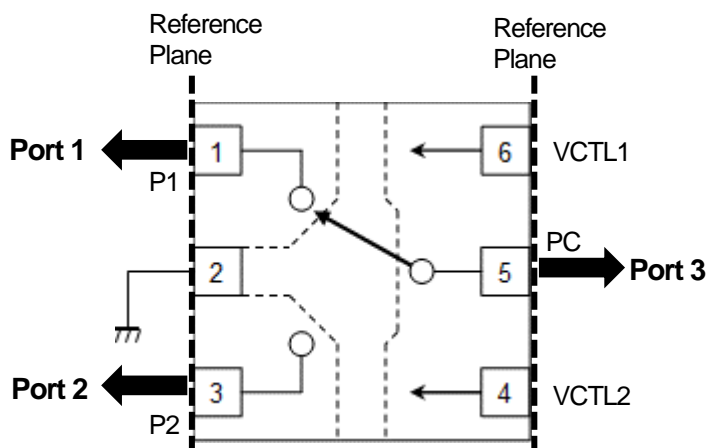 Reference
Plane
Reference
Plane
Port 1
1
P1
6
VCTL1
2
PC
5
Port 3
Port 2
3
P2
4
VCTL2